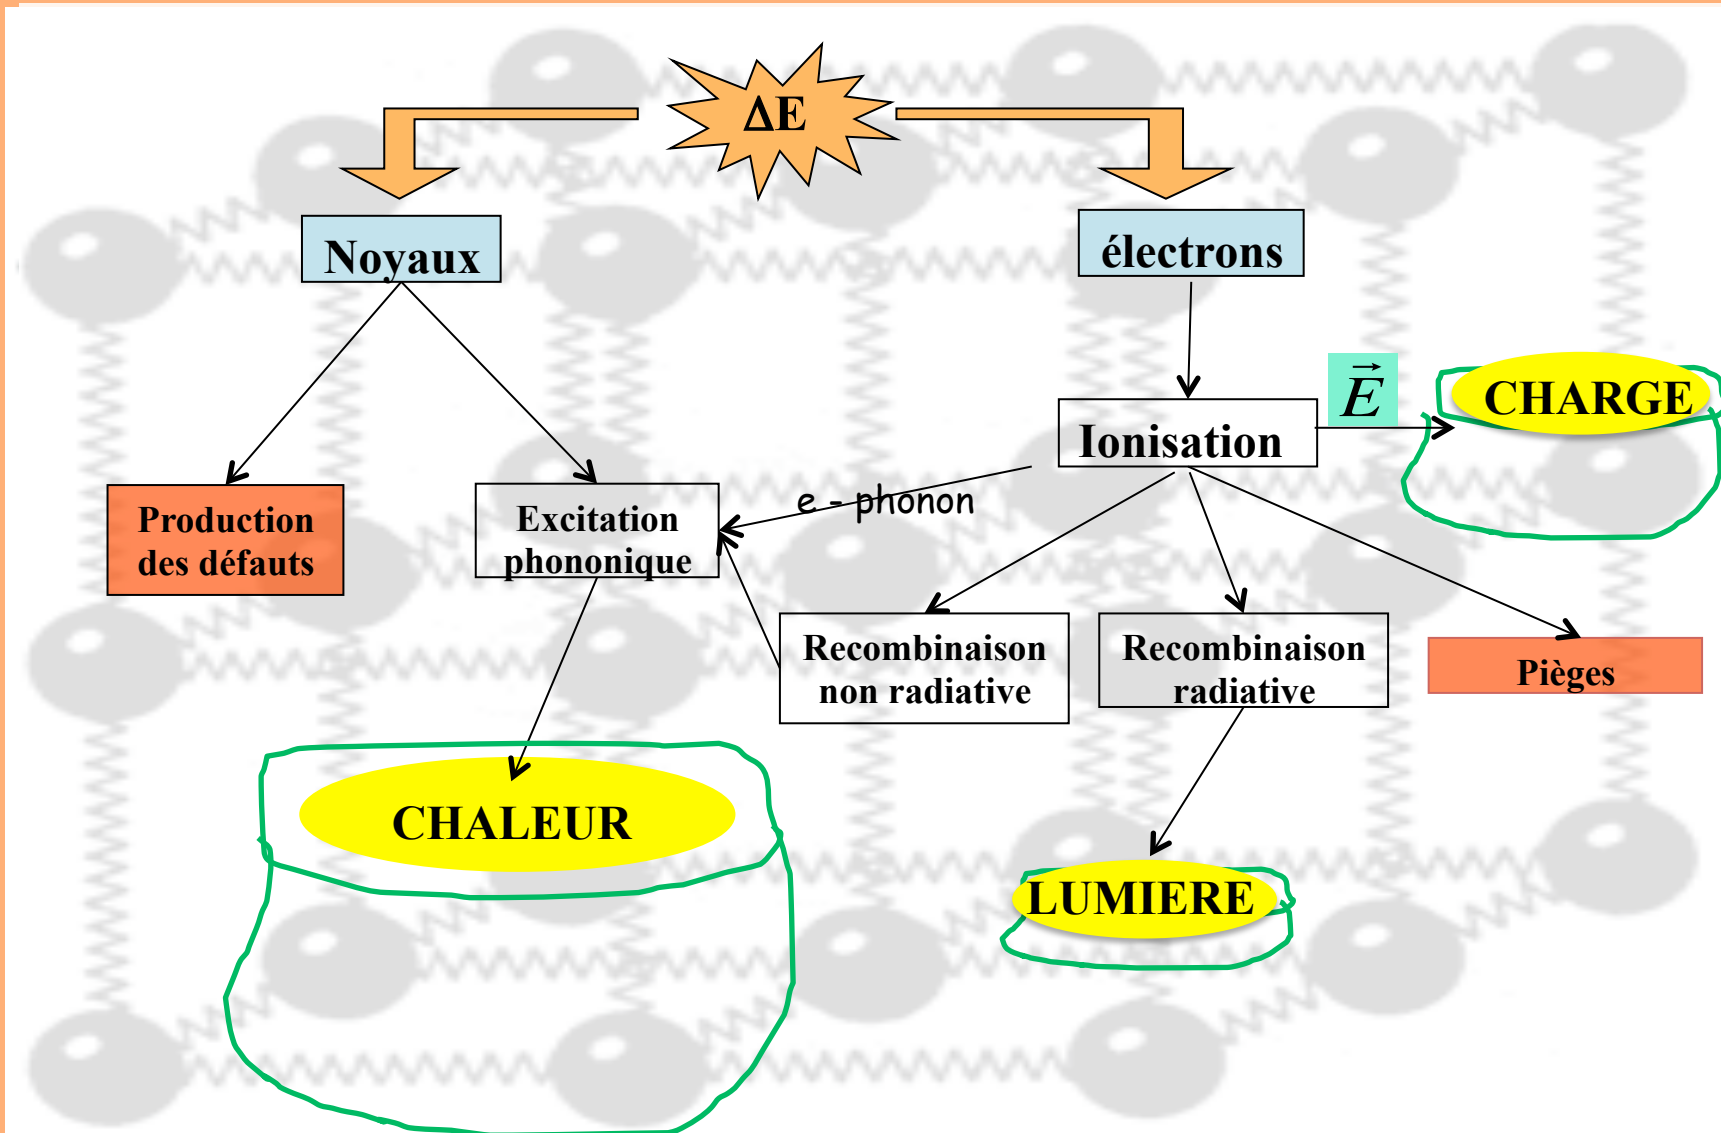 ΔE
Noyaux
électrons
E⃗
CHARGE
Ionisation
e - phonon
Production
des défauts
Excitation
phononique
Recombinaison
non radiative
Recombinaison
radiative
Pièges
CHALEUR
LUMIERE